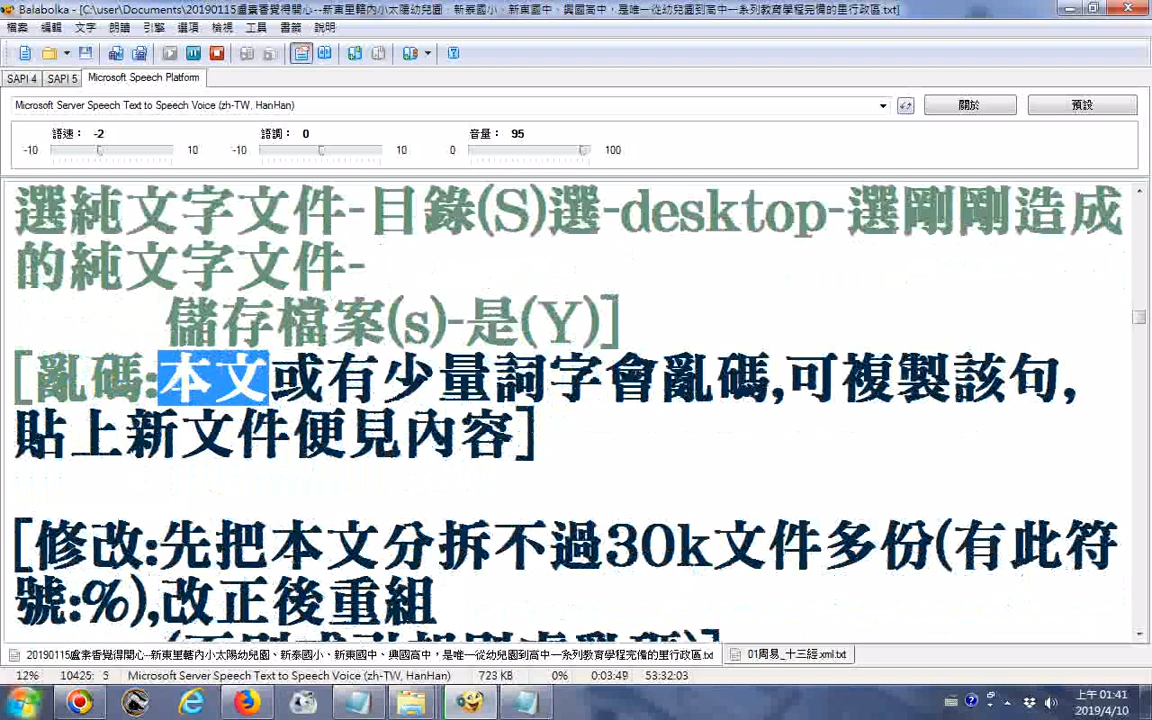 Balabolka - [C:\user\Documents\20190115盧素香覺得開心--新東里轄內小太陽幼兒園、新泰國小、新東國中、興國高中，是唯一從幼兒園到高中一系列教育學程完備的里行政區.txt]
檔案 編輯 文字 朗讀 引擎 選項 檢視 工具 書籤 說明
SAPI 4 SAPI 5 Microsoft Speech Platform
Microsoft Server Speech Text to Speech Voice (zh-TW, HanHan) 關於 預設
語速： -2 語調： 0 音量： 95
-10 10 -10 10 0 100
選純文字文件-目錄(S)選-desktop-選剛剛造成
的純文字文件-
儲存檔案(s)-是(Y)]
[亂碼:本文或有少量詞字會亂碼,可複製該句,
貼上新文件便見內容]
[修改:先把本文分拆不過30k文件多份(有此符
號:%),改正後重組
20190115盧素香覺得開心--新東里轄內小太陽幼兒園、新泰國小、新東國中、興國高中，是唯一從幼兒園到高中一系列教育學程完備的里行政區.txt 01周易_十三經.xml.txt
12% 10425: S Microsoft Server Speech Text to Speech Voice (zh-TW, HanHan) 723 KB 0% 0:03:49 53:32:03
上午 01:41
2019/4/10